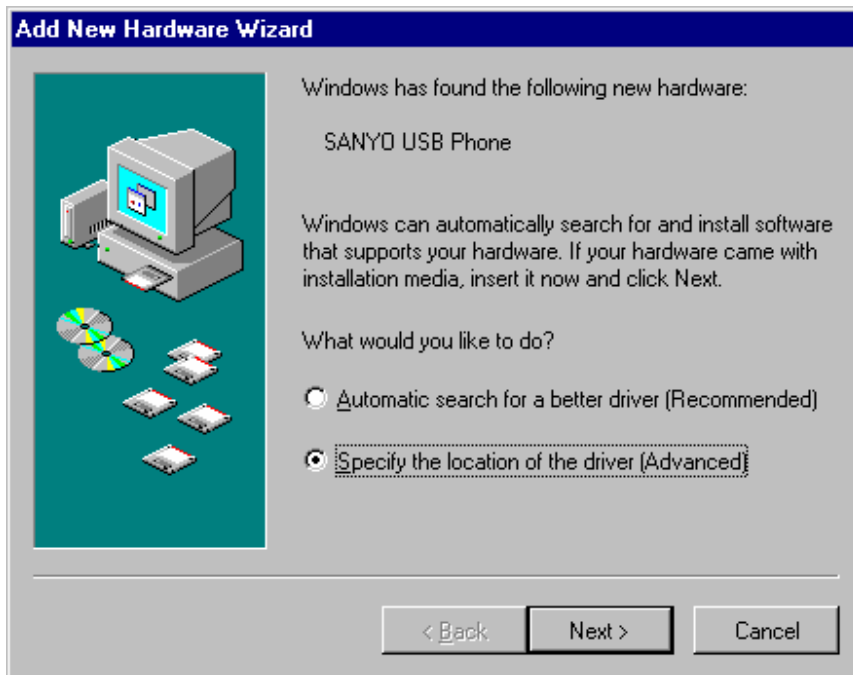 Add New Hardware Wizard
Windows has found the following new hardware:
SANYO USB Phone
Windows can automatically search for and install software
that supports your hardware. If your hardware came with
installation media, insert it now and click Next.
What would you like to do?
Automatic search for a better driver (Recommended)
Specify the location of the driver (Advanced)
< Back Next > Cancel